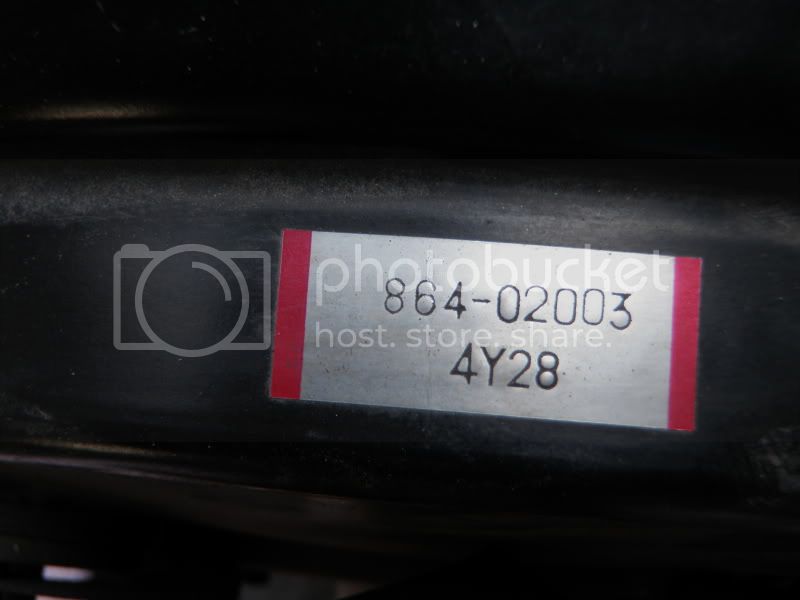 photobucket
864-02003
host. store. share.
4Y28